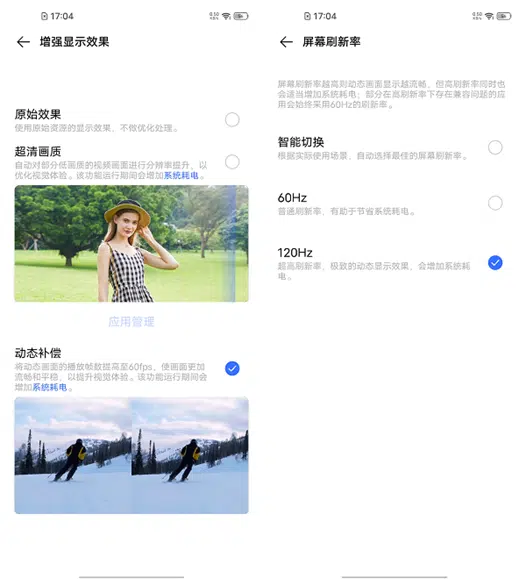 17:04
增强显示效果
原始效果
使用原始资源的显示效果，不做优化处理。
超清画质
自动对部分低画质的视频画面进行分辨率提升，以
优化视觉体验。该功能运行期间会增加系统耗电。
应用管理
动态补偿
将动态画面的播放帧数提高至60fps，使画面更加
流畅和平稳，以提升视觉体验。该功能运行期间会
增加系统耗电。
17:04
屏幕刷新率
屏幕刷新率越高则动态画面显示越流畅，但高刷新率同时也
会适当增加系统耗电；部分在高刷新率下存在兼容问题的应
用会始终采用60Hz的刷新率。
智能切换
根据实际使用场景，自动选择最佳的屏幕刷新率。
60Hz
普通刷新率，有助于节省系统耗电。
120Hz
超高刷新率，极致的动态显示效果，会增加系统耗
电。